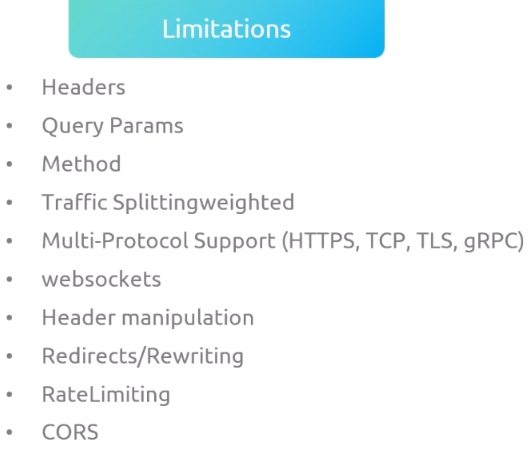 Limitations
• Headers
• Query Params
• Method
• Traffic Splittingweighted
• Multi-Protocol Support (HTTPS, TCP, TLS, gRPC)
• websockets
• Header manipulation
• Redirects/Rewriting
• RateLimiting
• CORS